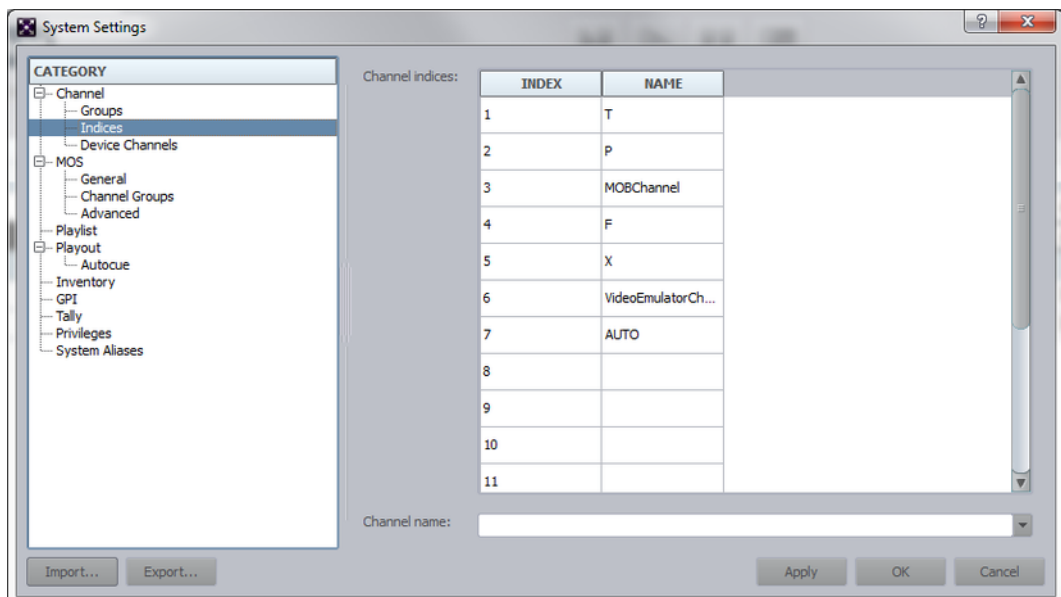 System Settings
CATEGORY
Channel
Groups
Indices
Device Channels
MOS
General
Channel Groups
Advanced
Playlist
Playout
Autocue
Inventory
GPI
Tally
Privileges
System Aliases
Channel indices:
INDEX NAME
1 T
2 P
3 MOBChannel
4 F
5 X
6 VideoEmulatorCh...
7 AUTO
8
9
10
11
Channel name:
Import... Export... Apply OK Cancel